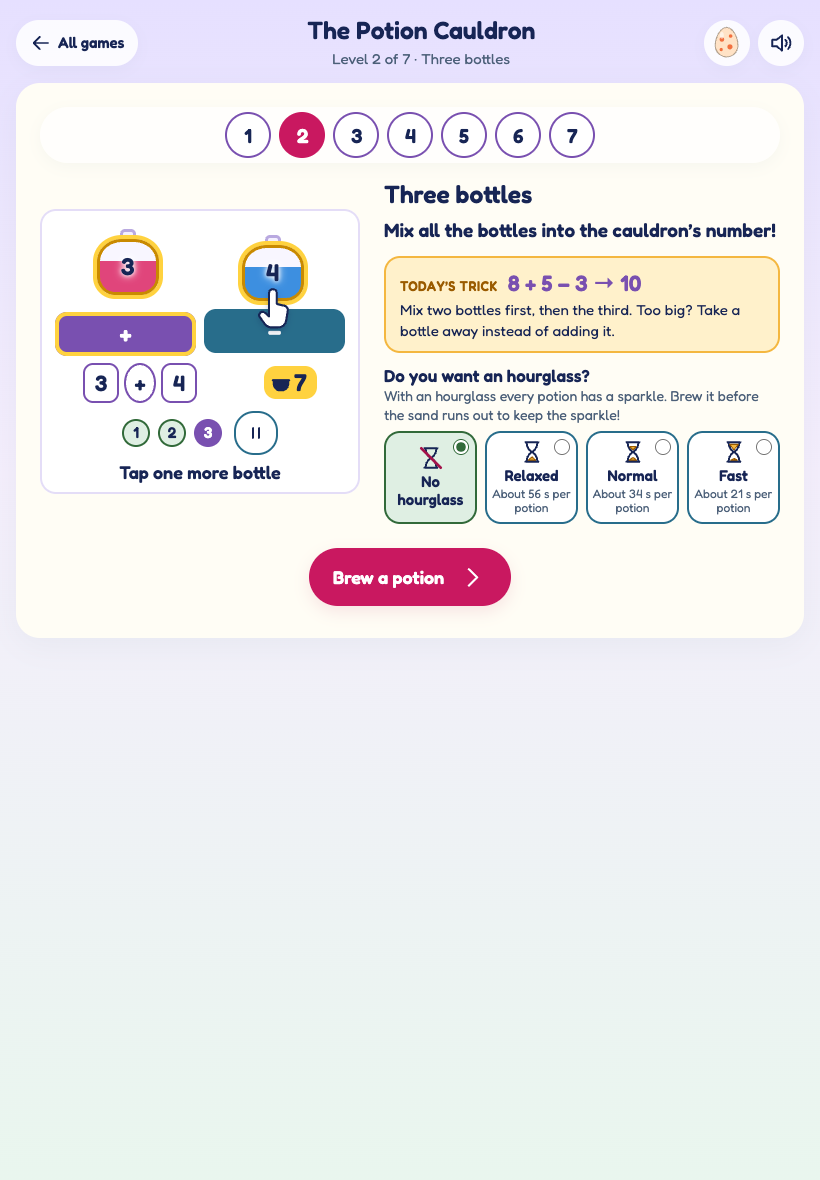 All games
The Potion Cauldron
Level 2 of 7 · Three bottles
1 2 3 4 5 6 7
3
4
+
−
3 + 4
7
1 2 3
Tap one more bottle
Three bottles
Mix all the bottles into the cauldron's number!
TODAY'S TRICK 8 + 5 − 3 → 10
Mix two bottles first, then the third. Too big? Take a
bottle away instead of adding it.
Do you want an hourglass?
With an hourglass every potion has a sparkle. Brew it before
the sand runs out to keep the sparkle!
No
hourglass
Relaxed
About 56 s per
potion
Normal
About 34 s per
potion
Fast
About 21 s per
potion
Brew a potion